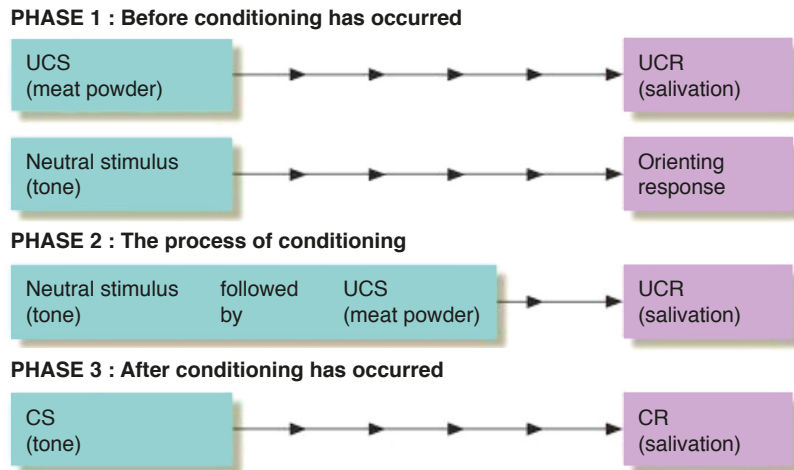 PHASE 1 : Before conditioning has occurred
UCS
(meat powder)
UCR
(salivation)
Neutral stimulus
(tone)
Orienting
response
PHASE 2 : The process of conditioning
Neutral stimulus followed UCS
(tone) by (meat powder)
UCR
(salivation)
PHASE 3 : After conditioning has occurred
CS
(tone)
CR
(salivation)